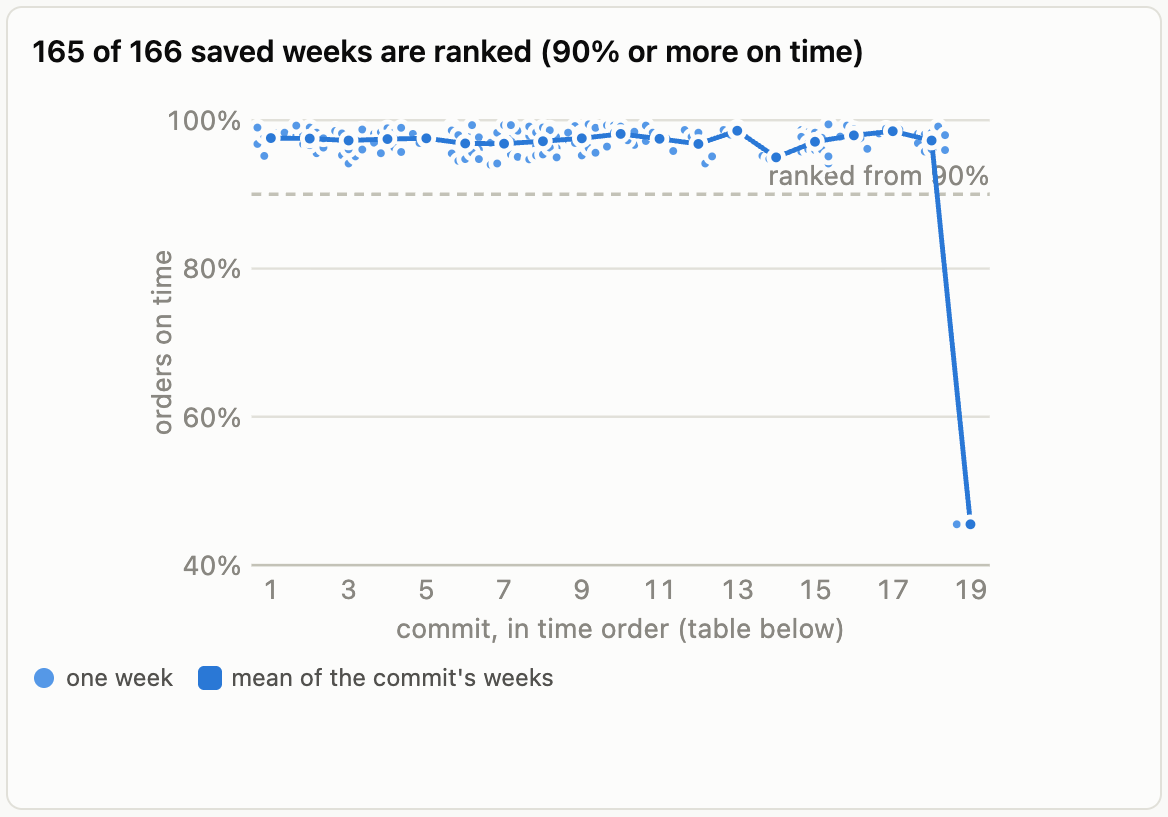 165 of 166 saved weeks are ranked (90% or more on time)
100%
ranked from 90%
80%
orders on time
60%
40%
1 3 5 7 9 11 13 15 17 19
commit, in time order (table below)
one week mean of the commit's weeks